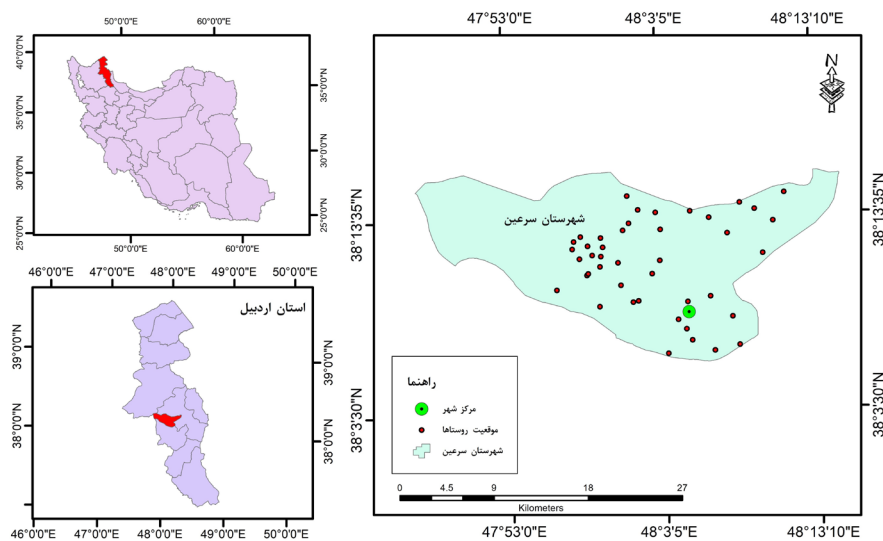 50°0'0"E 60°0'0"E
40°0'0"N
35°0'0"N
30°0'0"N
25°0'0"N
35°0'0"N
30°0'0"N
25°0'0"N
50°0'0"E 60°0'0"E
46°0'0"E 47°0'0"E 48°0'0"E 49°0'0"E 50°0'0"E
استان اردبیل
39°0'0"N
38°0'0"N
39°0'0"N
38°0'0"N
46°0'0"E 47°0'0"E 48°0'0"E 49°0'0"E 50°0'0"E
47°53'0"E 48°3'5"E 48°13'10"E
N
شهرستان سرعین
38°13'35"N
38°3'30"N
38°13'35"N
38°3'30"N
راهنما
مرکز شهر
موقعیت روستاها
شهرستان سرعین
0 4.5 9 18 27
Kilometers
47°53'0"E 48°3'5"E 48°13'10"E